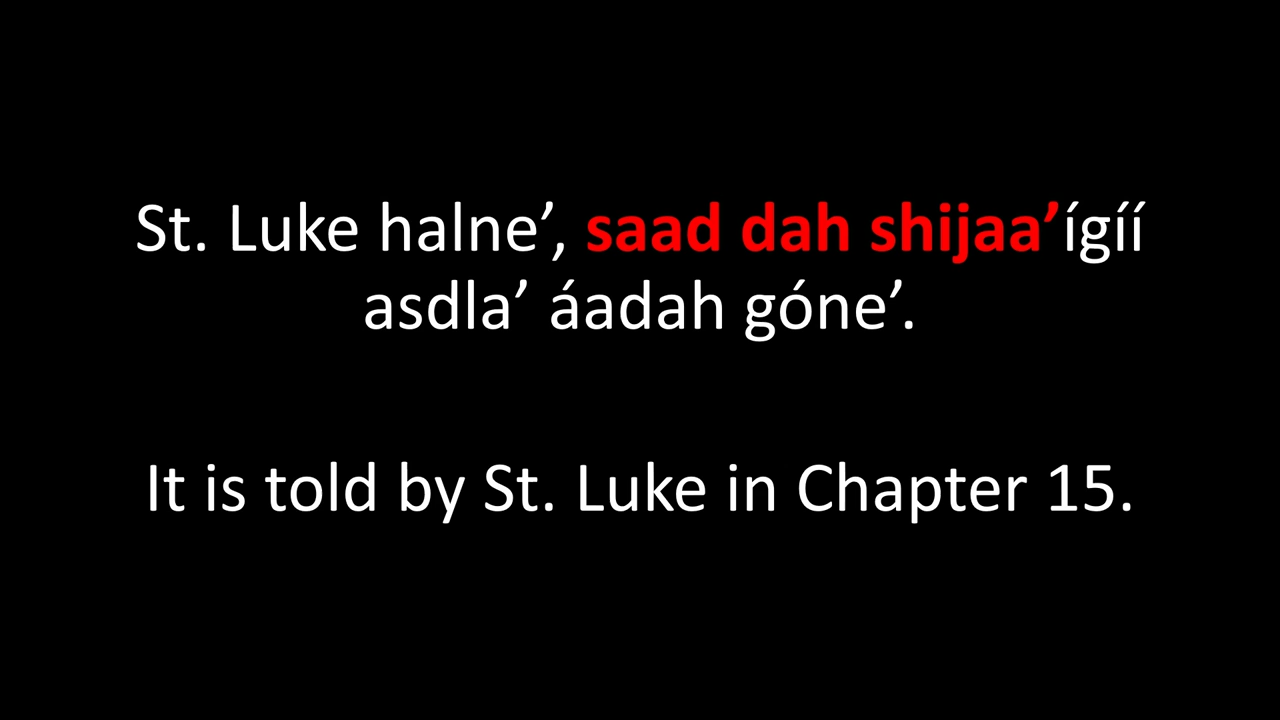 St. Luke halne’, saad dah shijaa’ígíí
asdla’ áadah góne’.
It is told by St. Luke in Chapter 15.